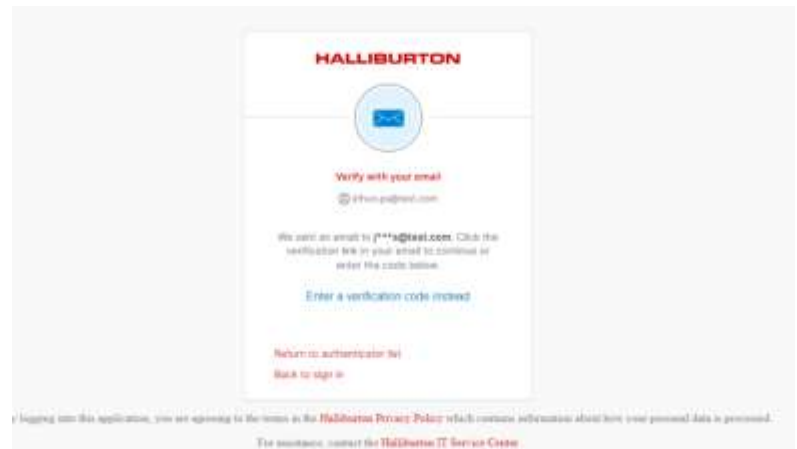 HALLIBURTON
Verify with your email
We sent an email to j***s@test.com. Click the
verification link in your email to continue or
enter the code below.
Enter a verification code instead
Return to authenticator list
Back to sign in
logging into this application, you are agreeing to the terms in the Halliburton Privacy Policy which contains information about how your personal data is processed.
For assistance, contact the Halliburton IT Service Center